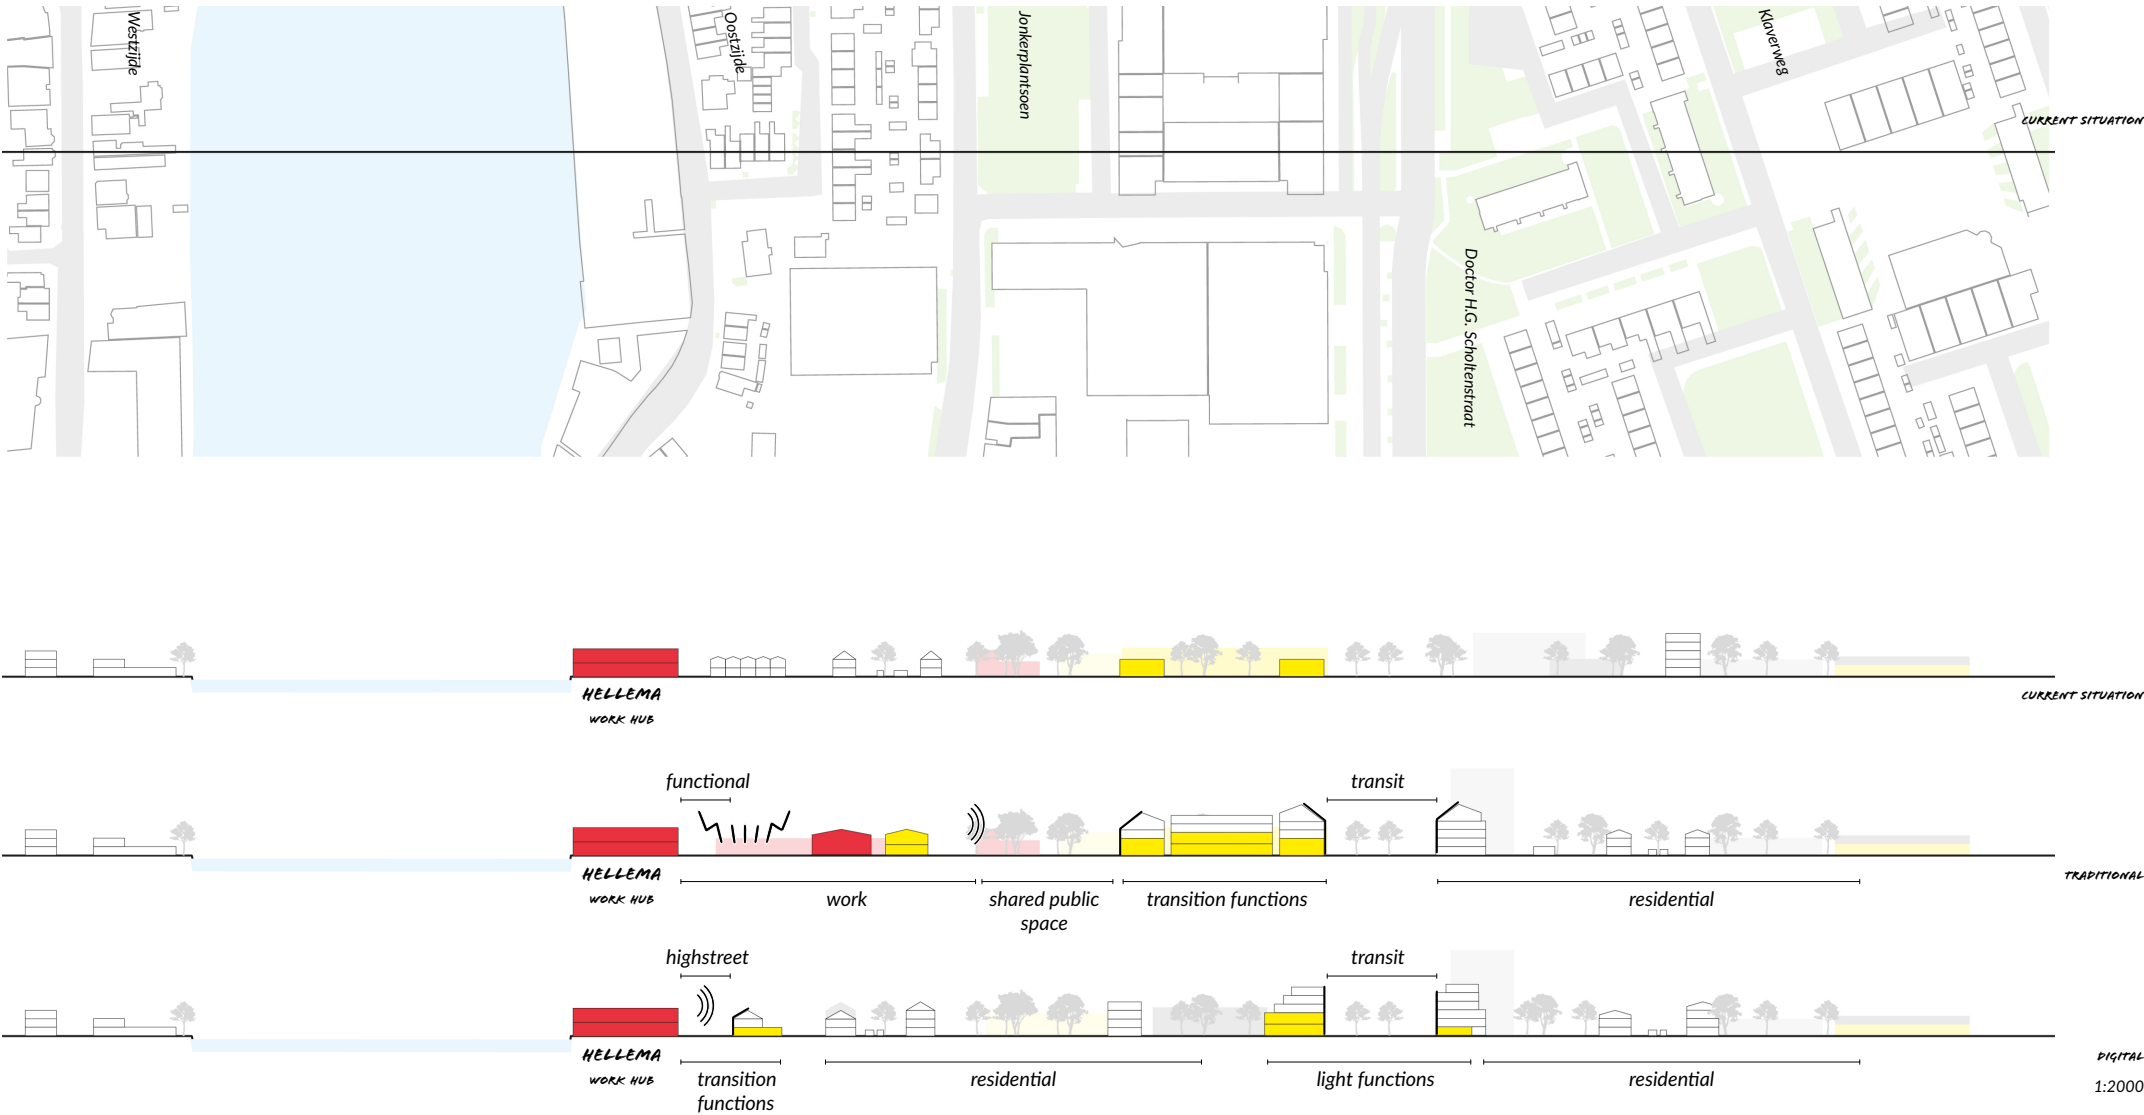 Westzijde
Oostzijde
Jonkerplantsoen
Klaverweg
CURRENT SITUATION
Doctor H.G. Scholtenstraat
HELLEMA
WORK HUB
CURRENT SITUATION
functional
transit
HELLEMA
WORK HUB
work
shared public
space
transition functions
residential
TRADITIONAL
highstreet
transit
HELLEMA
WORK HUB
transition
functions
residential
light functions
residential
DIGITAL
1:2000